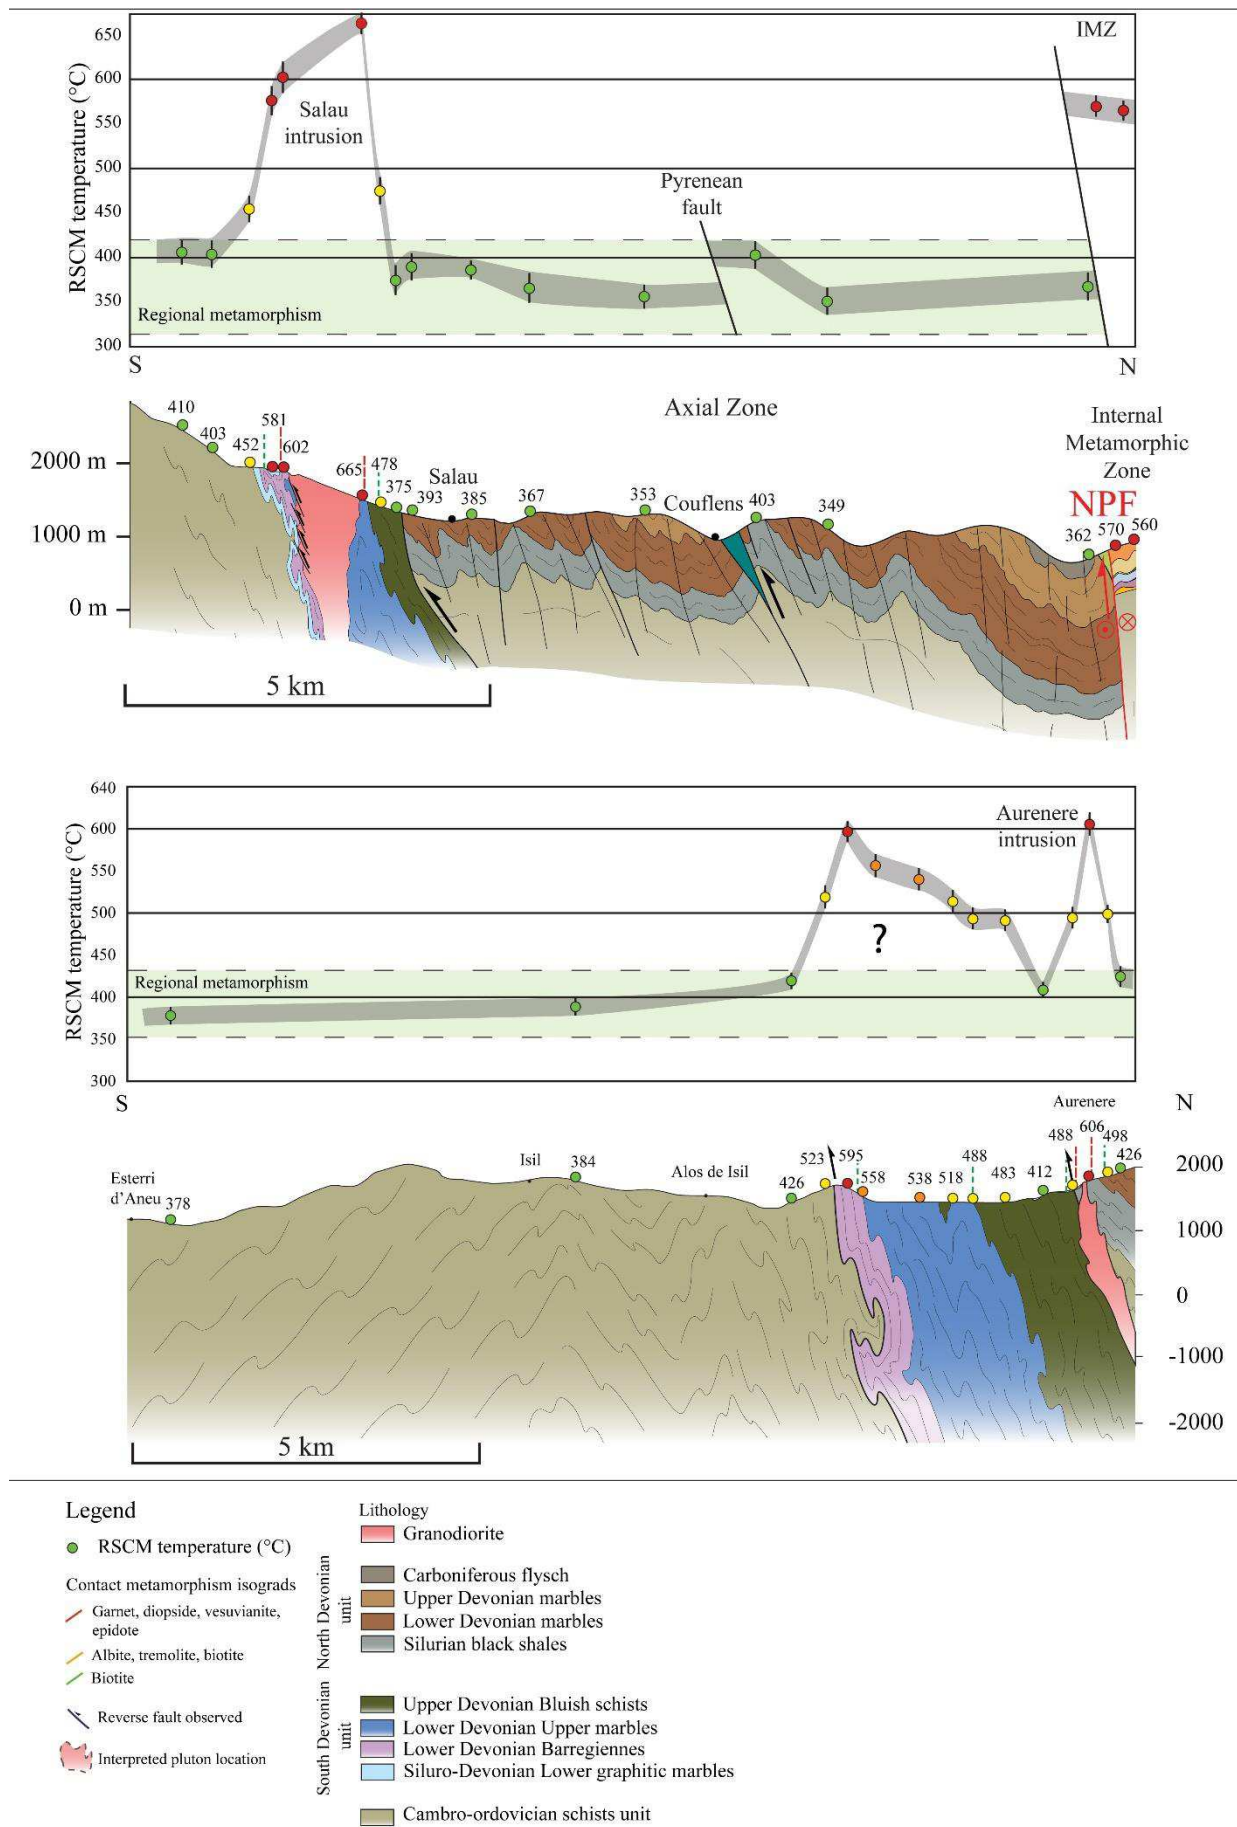 650
600
550
500
450
400
350
300
RSCM temperature (°C)
IMZ
Salau
intrusion
Pyrenean
fault
Regional metamorphism
S
N
Axial Zone
Internal
Metamorphic
Zone
NPF
410
403
452
581
602
665
478
375
393
Salau
385
367
353
Couflens
403
349
362
570
560
2000 m
1000 m
0 m
5 km
640
600
550
500
450
400
350
300
RSCM temperature (°C)
Aurenere
intrusion
?
Regional metamorphism
S
N
Aurenere
Esterri
d'Aneu
378
Isil
384
Alos de Isil
426
523
595
558
538
518
488
483
412
488
606
498
426
2000
1000
0
-1000
-2000
5 km
Legend
RSCM temperature (°C)
Contact metamorphism isograds
Garnet, diopside, vesuvianite,
epidote
Albite, tremolite, biotite
Biotite
Reverse fault observed
Interpreted pluton location
Lithology
Granodiorite
North Devonian
unit
Carboniferous flysch
Upper Devonian marbles
Lower Devonian marbles
Silurian black shales
South Devonian
unit
Upper Devonian Bluish schists
Lower Devonian Upper marbles
Lower Devonian Barregiennes
Siluro-Devonian Lower graphitic marbles
Cambro-ordovician schists unit